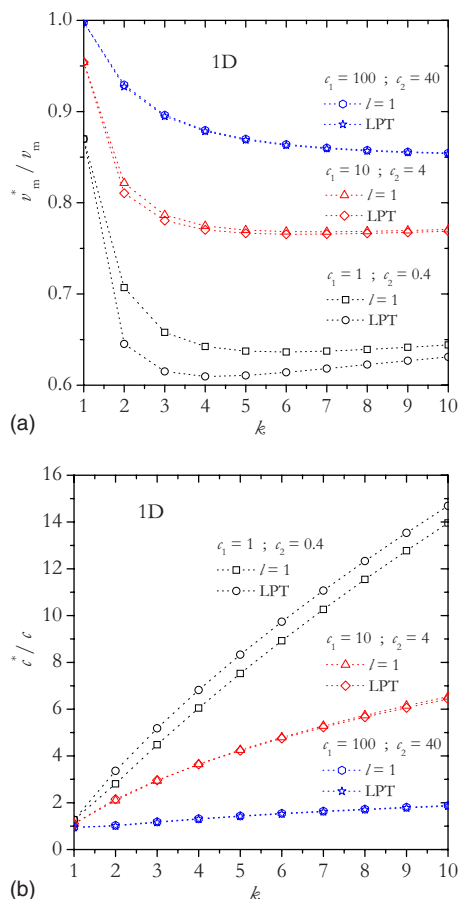 1D
1.0
0.9
0.8
0.7
0.6
v*m / vm
c1 = 100 ; c2 = 40
l = 1
LPT
c1 = 10 ; c2 = 4
l = 1
LPT
c1 = 1 ; c2 = 0.4
l = 1
LPT
1 2 3 4 5 6 7 8 9 10
k
(a)
16
14
12
10
8
6
4
2
0
c* / c
1D
c1 = 1 ; c2 = 0.4
l = 1
LPT
c1 = 10 ; c2 = 4
l = 1
LPT
c1 = 100 ; c2 = 40
l = 1
LPT
1 2 3 4 5 6 7 8 9 10
k
(b)